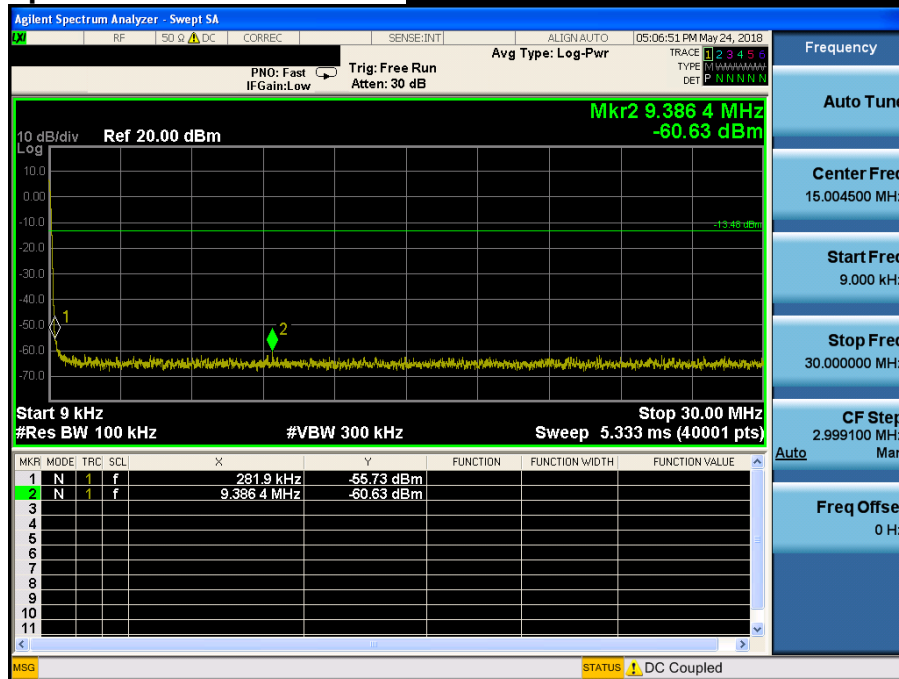 Agilent Spectrum Analyzer - Swept SA
LXI RF 50 Ω DC CORREC SENSE:INT ALIGN AUTO 05:06:51 PM May 24, 2018
Avg Type: Log-Pwr TRACE 1 2 3 4 5 6
PNO: Fast Trig: Free Run TYPE M WWWWW
IFGain:Low Atten: 30 dB DET P N N N N N
Frequency
Mkr2 9.386 4 MHz
-60.63 dBm
10 dB/div Ref 20.00 dBm
Log
10.0
0.00
-10.0
-13.48 dBm
-20.0
-30.0
-40.0
-50.0
-60.0
-70.0
1
2
Start 9 kHz Stop 30.00 MHz
#Res BW 100 kHz #VBW 300 kHz Sweep 5.333 ms (40001 pts)
MKR MODE TRC SCL X Y FUNCTION FUNCTION WIDTH FUNCTION VALUE
1 N 1 f 281.9 kHz -55.73 dBm
2 N 1 f 9.386 4 MHz -60.63 dBm
3
4
5
6
7
8
9
10
11
Auto Tune
Center Freq
15.004500 MHz
Start Freq
9.000 kHz
Stop Freq
30.000000 MHz
CF Step
2.999100 MHz
Auto Man
Freq Offset
0 Hz
MSG STATUS DC Coupled